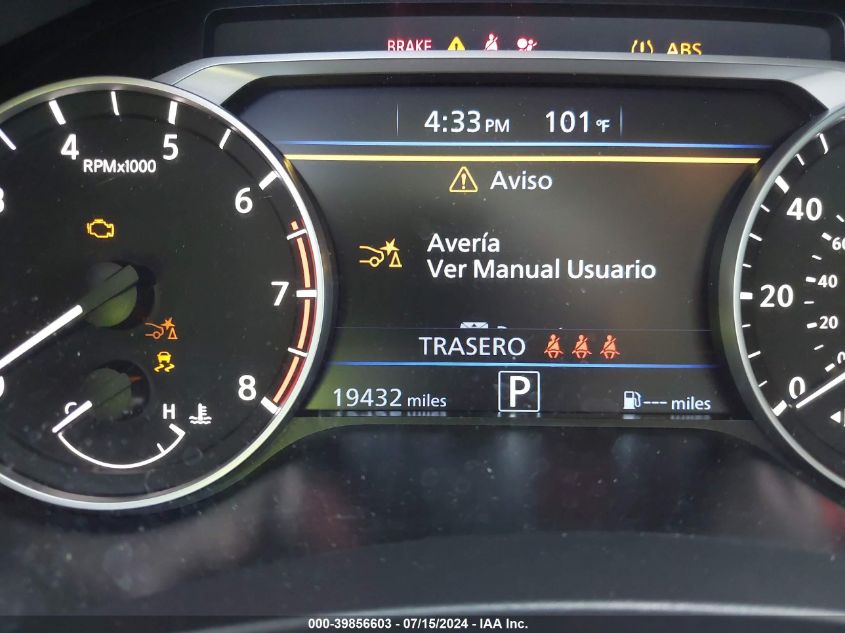 BRAKE
ABS
4:33 PM 101 °F
Aviso
Avería
Ver Manual Usuario
TRASERO
19432 miles
P
--- miles
4
5
RPMx1000
6
7
8
C
H
40
60
20
40
20
0
0
000-39856603 - 07/15/2024 - IAA Inc.